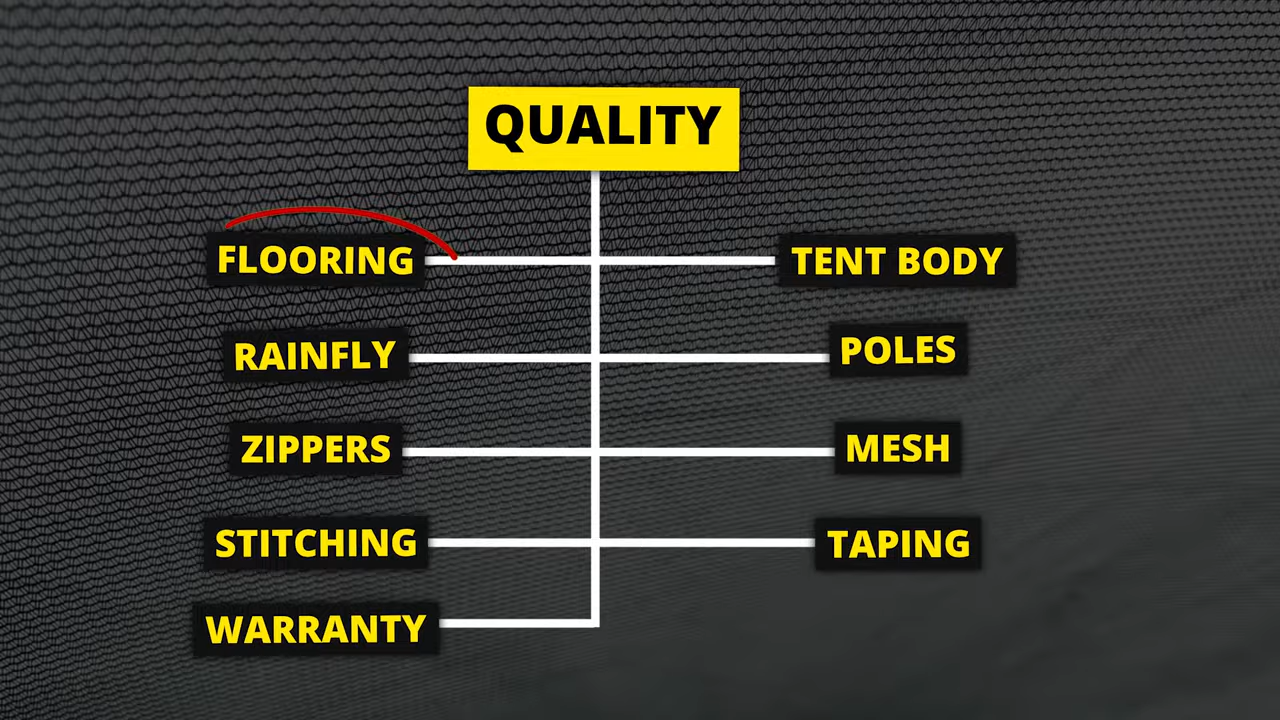 QUALITY
FLOORING
TENT BODY
RAINFLY
POLES
ZIPPERS
MESH
STITCHING
TAPING
WARRANTY